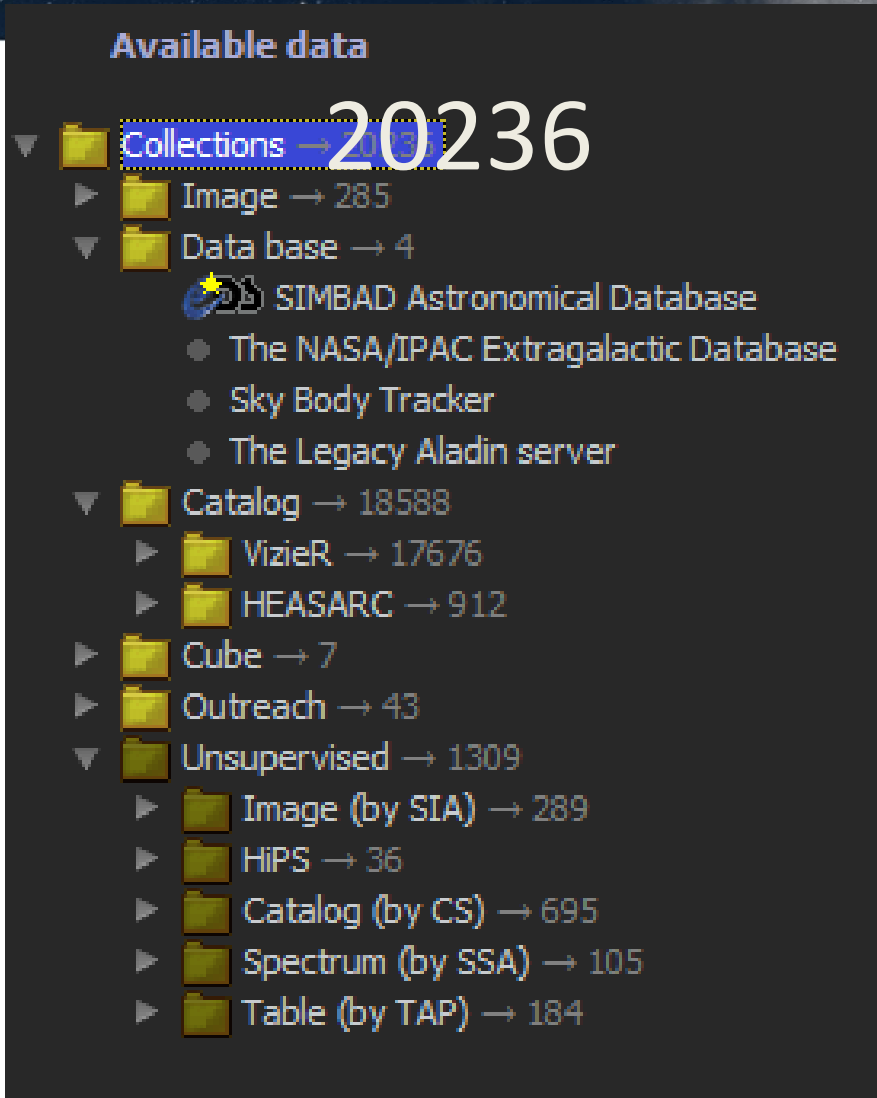 Available data
Collections → 20236
20236
Image → 285
Data base → 4
SIMBAD Astronomical Database
The NASA/IPAC Extragalactic Database
Sky Body Tracker
The Legacy Aladin server
Catalog → 18588
VizieR → 17676
HEASARC → 912
Cube → 7
Outreach → 43
Unsupervised → 1309
Image (by SIA) → 289
HiPS → 36
Catalog (by CS) → 695
Spectrum (by SSA) → 105
Table (by TAP) → 184